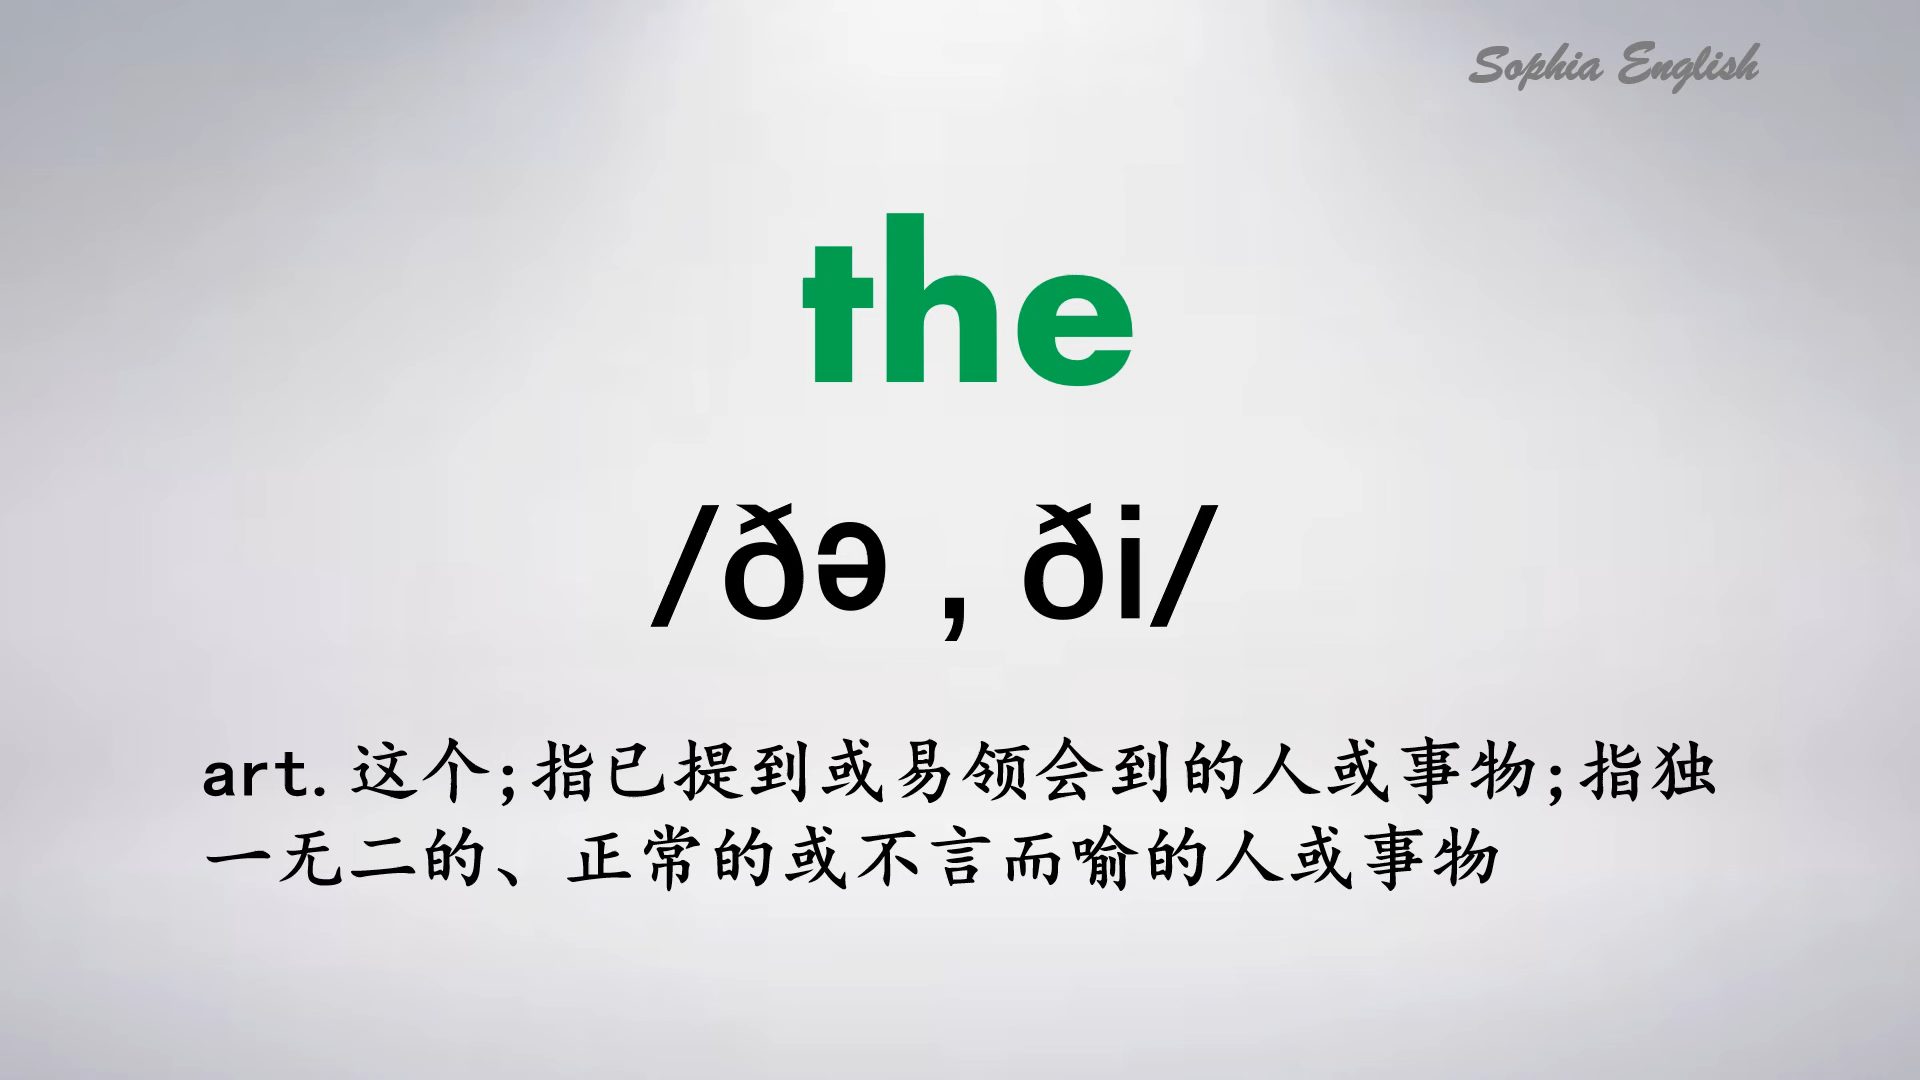 Sophia English
the
/ðə , ði/
art.这个;指已提到或易领会到的人或事物;指独
一无二的、正常的或不言而喻的人或事物